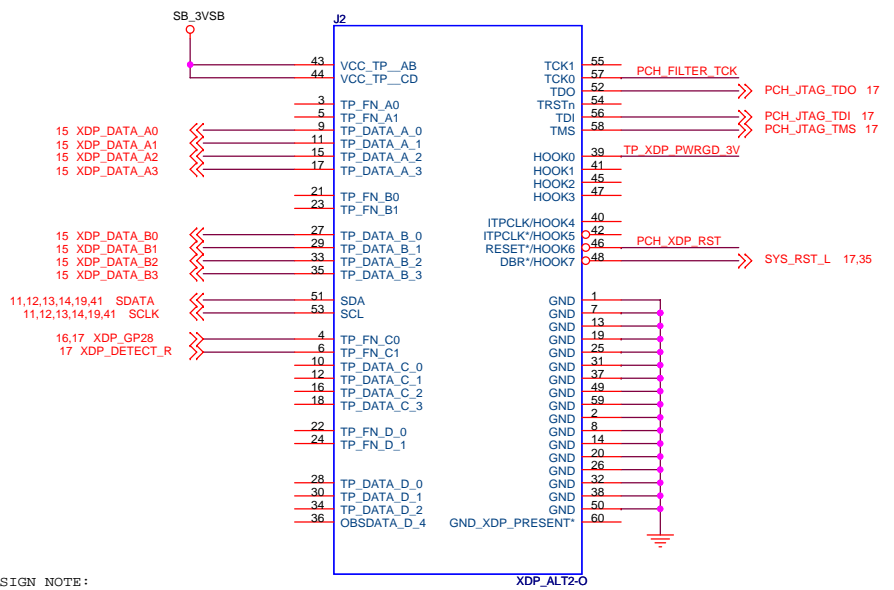 SB_3VSB
J2
43 VCC_TP__AB
44 VCC_TP__CD
3 TP_FN_A0
5 TP_FN_A1
15 XDP_DATA_A0 9 TP_DATA_A_0
15 XDP_DATA_A1 11 TP_DATA_A_1
15 XDP_DATA_A2 15 TP_DATA_A_2
15 XDP_DATA_A3 17 TP_DATA_A_3
21 TP_FN_B0
23 TP_FN_B1
15 XDP_DATA_B0 27 TP_DATA_B_0
15 XDP_DATA_B1 29 TP_DATA_B_1
15 XDP_DATA_B2 33 TP_DATA_B_2
15 XDP_DATA_B3 35 TP_DATA_B_3
11,12,13,14,19,41 SDATA 51 SDA
11,12,13,14,19,41 SCLK 53 SCL
16,17 XDP_GP28 4 TP_FN_C0
17 XDP_DETECT_R 6 TP_FN_C1
10 TP_DATA_C_0
12 TP_DATA_C_1
16 TP_DATA_C_2
18 TP_DATA_C_3
22 TP_FN_D_0
24 TP_FN_D_1
28 TP_DATA_D_0
30 TP_DATA_D_1
34 TP_DATA_D_2
36 OBSDATA_D_4
TCK1 55
TCK0 57 PCH_FILTER_TCK
TDO 52 PCH_JTAG_TDO 17
TRSTn 54
TDI 56 PCH_JTAG_TDI 17
TMS 58 PCH_JTAG_TMS 17
HOOK0 39 TP_XDP_PWRGD_3V
HOOK1 41
HOOK2 45
HOOK3 47
ITPCLK/HOOK4 40
ITPCLK*/HOOK5 42
RESET*/HOOK6 46 PCH_XDP_RST
DBR*/HOOK7 48 SYS_RST_L 17,35
GND 1
GND 7
GND 13
GND 19
GND 25
GND 31
GND 37
GND 49
GND 59
GND 2
GND 8
GND 14
GND 20
GND 26
GND 32
GND 38
GND 50
GND_XDP_PRESENT* 60
XDP_ALT2-O
SIGN NOTE: